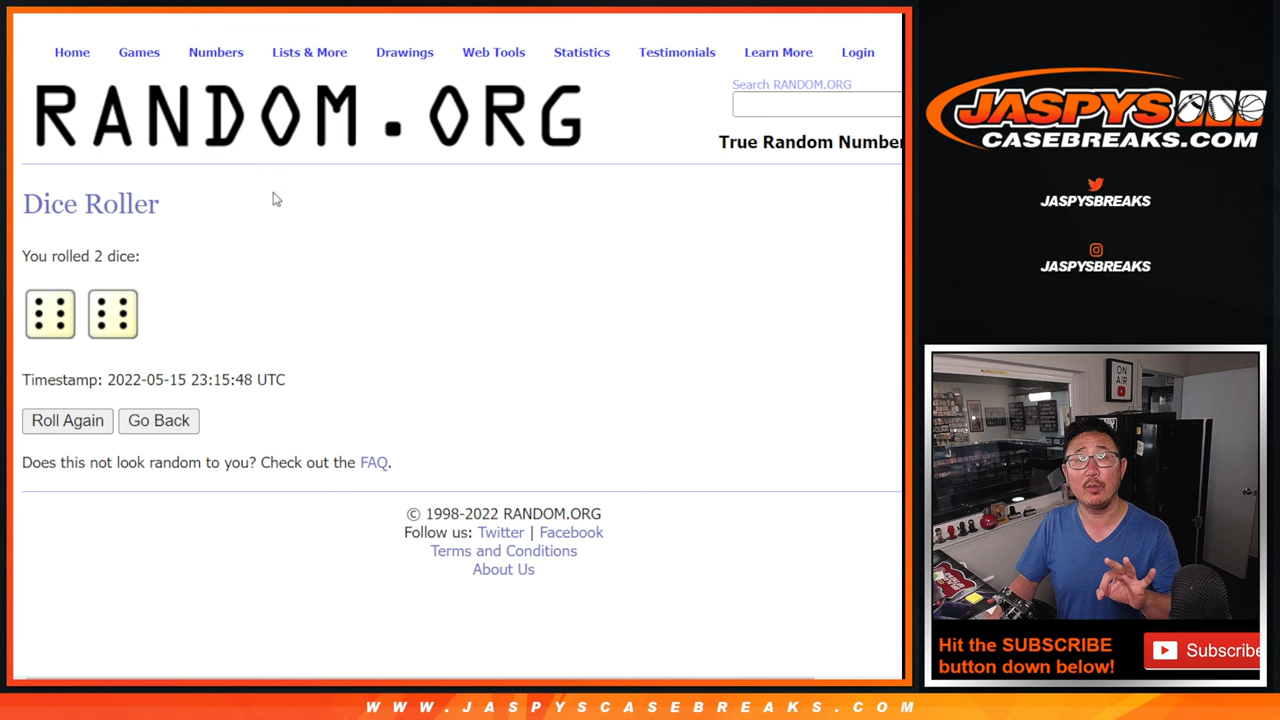 Home Games Numbers Lists & More Drawings Web Tools Statistics Testimonials Learn More Login
RANDOM.ORG
Search RANDOM.ORG
True Random Number
Dice Roller
You rolled 2 dice:
Timestamp: 2022-05-15 23:15:48 UTC
Roll Again Go Back
Does this not look random to you? Check out the FAQ.
© 1998-2022 RANDOM.ORG
Follow us: Twitter | Facebook
Terms and Conditions
About Us
JASPYS
CASEBREAKS.COM
JASPYSBREAKS
JASPYSBREAKS
ON
AIR
Hit the SUBSCRIBE
button down below!
Subscribe
WWW.JASPYSCASEBREAKS.COM